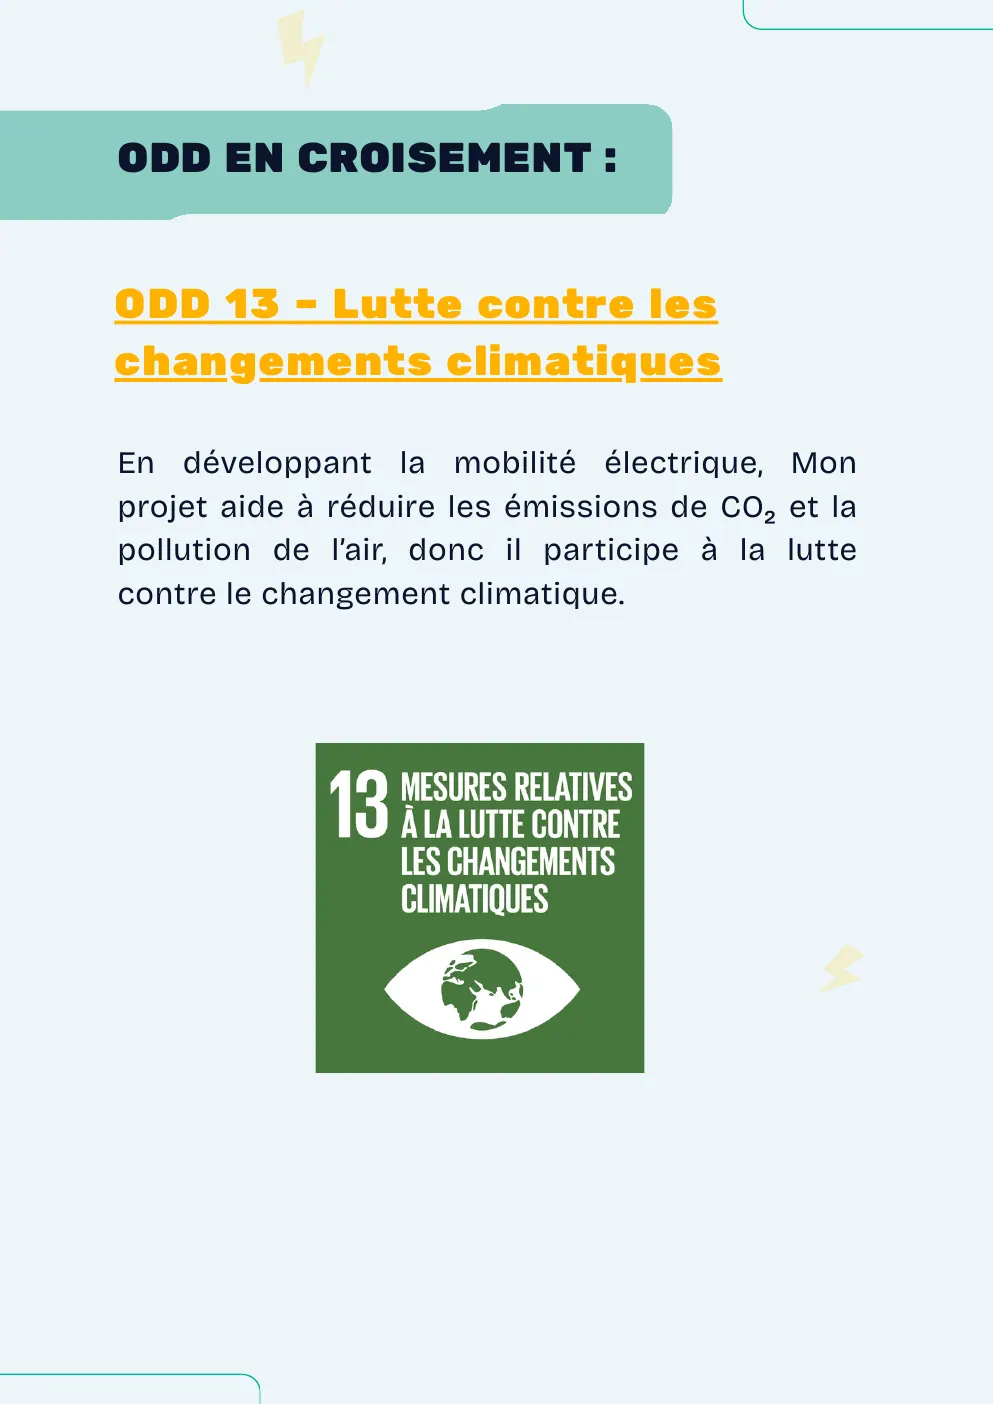 ODD EN CROISEMENT :
ODD 13 – Lutte contre les
changements climatiques
En développant la mobilité électrique, Mon
projet aide à réduire les émissions de CO₂ et la
pollution de l’air, donc il participe à la lutte
contre le changement climatique.
13 MESURES RELATIVES
À LA LUTTE CONTRE
LES CHANGEMENTS
CLIMATIQUES